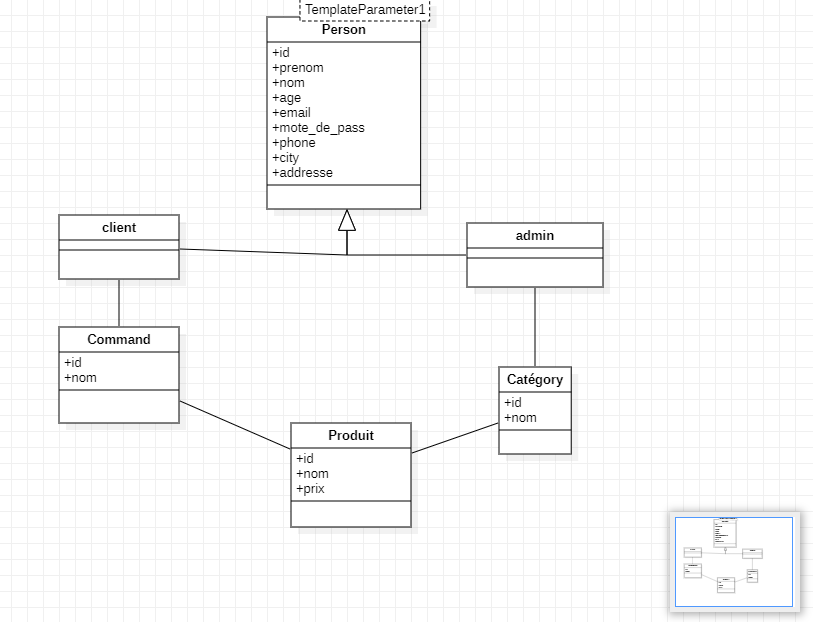 TemplateParameter1
Person
+id
+prenom
+nom
+age
+email
+mote_de_pass
+phone
+city
+addresse
client
admin
Command
+id
+nom
Catégory
+id
+nom
Produit
+id
+nom
+prix